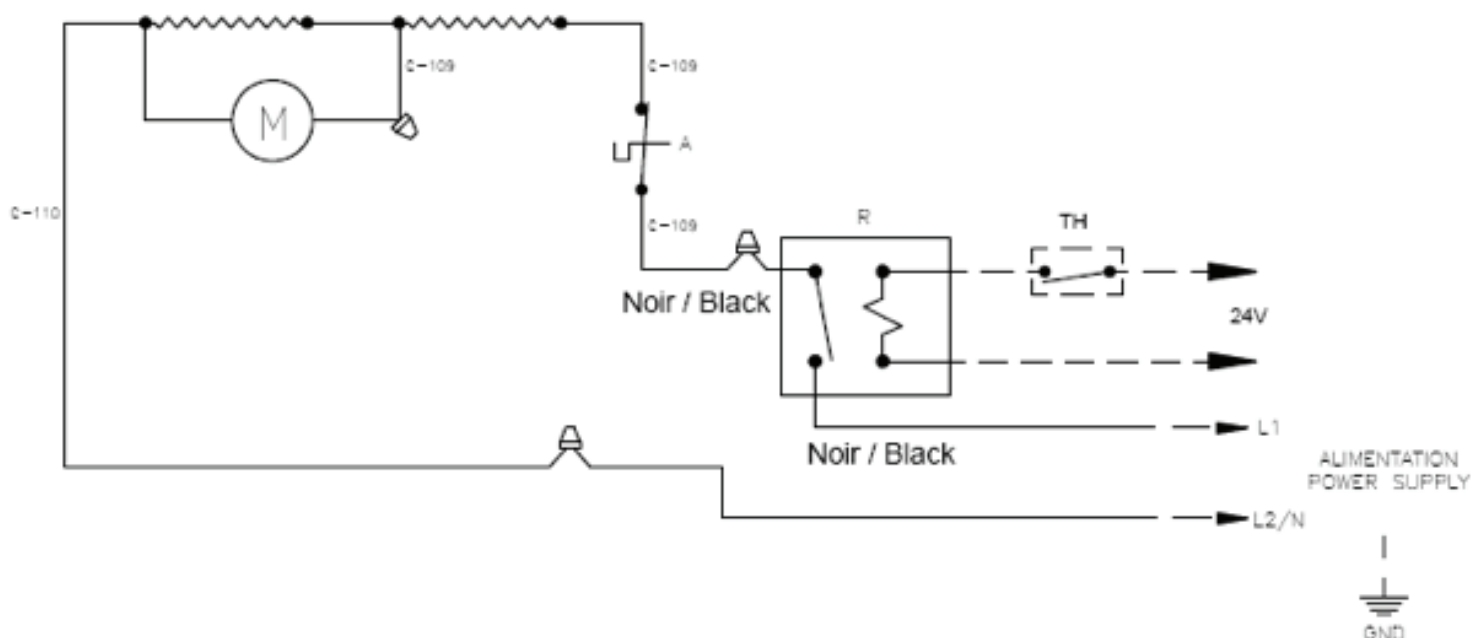 C-109
C-109
M
A
C-110
C-109
R
TH
Noir / Black
24V
L1
Noir / Black
ALIMENTATION
POWER SUPPLY
L2/N
GND